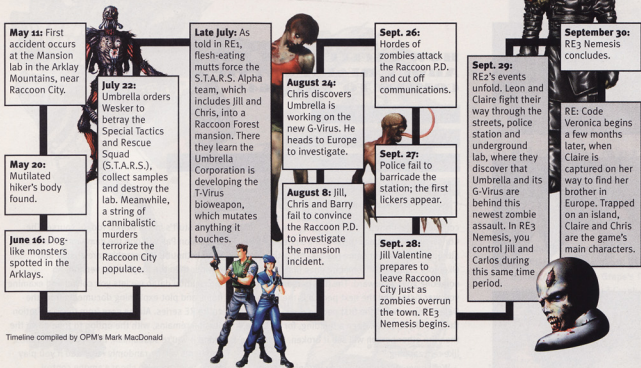 May 11: First
accident occurs
at the Mansion
lab in the Arklay
Mountains, near
Raccoon City.
May 20:
Mutilated
hiker's body
found.
June 16: Dog-
like monsters
spotted in the
Arklays.
July 22:
Umbrella orders
Wesker to
betray the
Special Tactics
and Rescue
Squad
(S.T.A.R.S.),
collect samples
and destroy the
lab. Meanwhile,
a string of
cannibalistic
murders
terrorize the
Raccoon City
populace.
Late July: As
told in RE1,
flesh-eating
mutts force the
S.T.A.R.S. Alpha
team, which
includes Jill and
Chris, into a
Raccoon Forest
mansion. There
they learn the
Umbrella
Corporation is
developing the
T-Virus
bioweapon,
which mutates
anything it
touches.
August 8: Jill,
Chris and Barry
fail to convince
the Raccoon P.D.
to investigate
the mansion
incident.
August 24:
Chris discovers
Umbrella is
working on the
new G-Virus. He
heads to Europe
to investigate.
Sept. 26:
Hordes of
zombies attack
the Raccoon P.D.
and cut off
communications.
Sept. 27:
Police fail to
barricade the
station; the first
lickers appear.
Sept. 28:
Jill Valentine
prepares to
leave Raccoon
City just as
zombies overrun
the town. RE3
Nemesis begins.
Sept. 29:
RE2's events
unfold. Leon and
Claire fight their
way through the
streets, police
station and
underground
lab, where they
discover that
Umbrella and its
G-Virus are
behind this
newest zombie
assault. In RE3
Nemesis, you
control Jill and
Carlos during
this same time
period.
September 30:
RE3 Nemesis
concludes.
RE: Code
Veronica begins
a few months
later, when
Claire is
captured on her
way to find her
brother in
Europe. Trapped
on an island,
Claire and Chris
are the game's
main characters.
Timeline compiled by OPM's Mark MacDonald